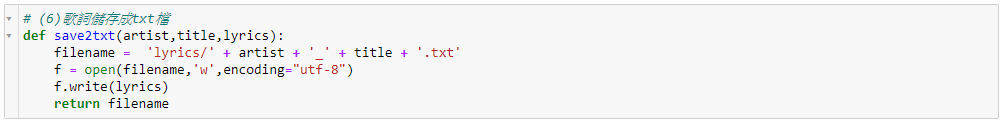 # (6)歌詞儲存成txt檔
def save2txt(artist,title,lyrics):
    filename =  'lyrics/' + artist + '_' + title + '.txt'
    f = open(filename,'w',encoding="utf-8")
    f.write(lyrics)
    return filename